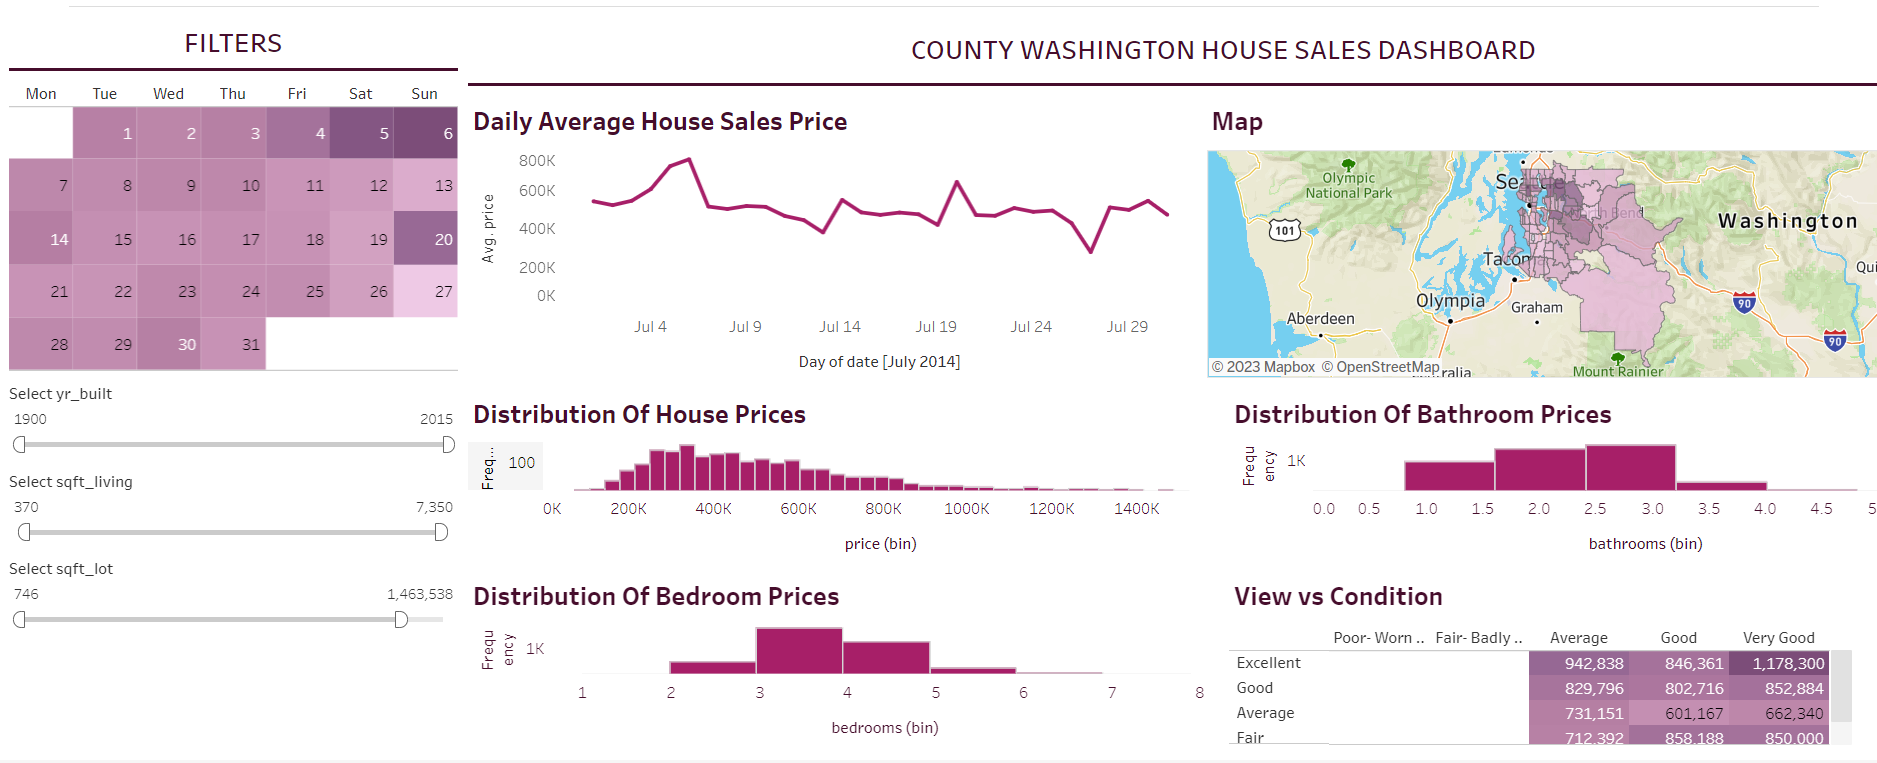 FILTERS
COUNTY WASHINGTON HOUSE SALES DASHBOARD
Mon Tue Wed Thu Fri Sat Sun
1 2 3 4 5 6
7 8 9 10 11 12 13
14 15 16 17 18 19 20
21 22 23 24 25 26 27
28 29 30 31
Select yr_built
1900 2015
Select sqft_living
370 7,350
Select sqft_lot
746 1,463,538
Daily Average House Sales Price
Avg. price
800K
600K
400K
200K
0K
Jul 4 Jul 9 Jul 14 Jul 19 Jul 24 Jul 29
Day of date [July 2014]
Map
Olympic
National Park
Seattle
101
North Bend
Washington
Tacoma
Qui
Olympia
Graham
90
Aberdeen
90
© 2023 Mapbox © OpenStreetMap
ralia
Mount Rainier
Distribution Of House Prices
Freq...
100
0K 200K 400K 600K 800K 1000K 1200K 1400K
price (bin)
Distribution Of Bathroom Prices
Frequ
ency
1K
0.0 0.5 1.0 1.5 2.0 2.5 3.0 3.5 4.0 4.5 5
bathrooms (bin)
Distribution Of Bedroom Prices
Frequ
ency
1K
1 2 3 4 5 6 7 8
bedrooms (bin)
View vs Condition
Poor- Worn .. Fair- Badly .. Average Good Very Good
Excellent 942,838 846,361 1,178,300
Good 829,796 802,716 852,884
Average 731,151 601,167 662,340
Fair 712,392 858,188 850,000